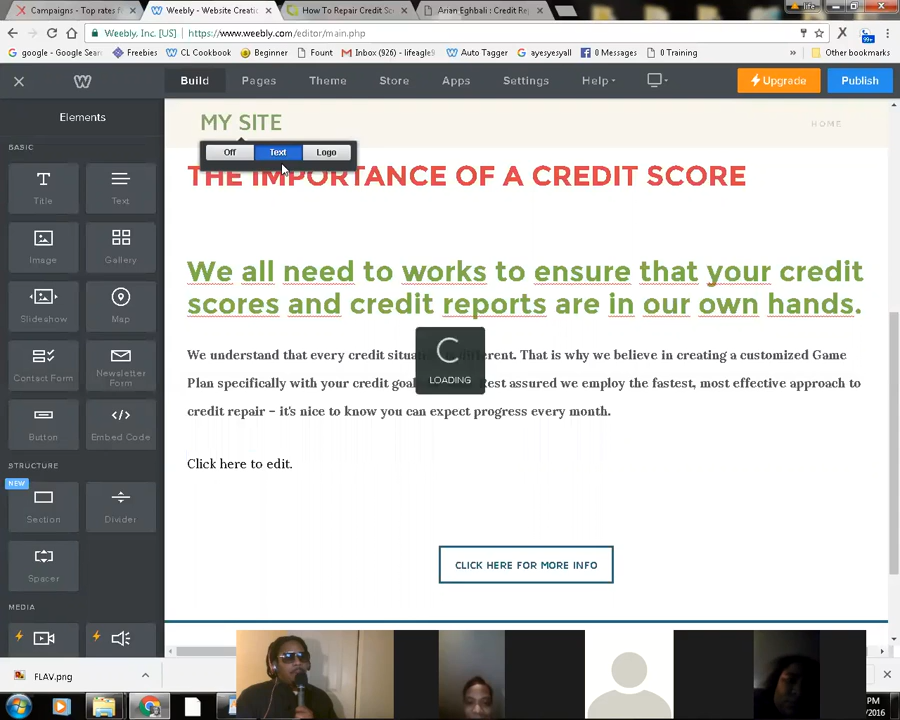 Campaigns - Top rates f
Weebly - Website Creatio
How To Repair Credit Sc
Arian Eghbali : Credit Re
life
Weebly, Inc. [US]
https://www.weebly.com/editor/main.php
99+
google - Google Sear
Freebies
CL Cookbook
Beginner
Fount
Inbox (926) - lifeagle9
Auto Tagger
ayesyesyall
0 Messages
0 Training
»
Other bookmarks
Build
Pages
Theme
Store
Apps
Settings
Help
Upgrade
Publish
Elements
MY SITE
HOME
BASIC
Off
Text
Logo
Title
Text
THE IMPORTANCE OF A CREDIT SCORE
Image
Gallery
We all need to works to ensure that your credit
scores and credit reports are in our own hands.
Slideshow
Map
We understand that every credit different. That is why we believe in creating a customized Game
Plan specifically with your credit Rest assured we employ the fastest, most effective approach to
credit repair – it's nice to know you can expect progress every month.
LOADING
Contact Form
Newsletter
Form
Button
Embed Code
Click here to edit.
STRUCTURE
NEW
Section
Divider
CLICK HERE FOR MORE INFO
Spacer
MEDIA
FLAV.png
PM
/2016